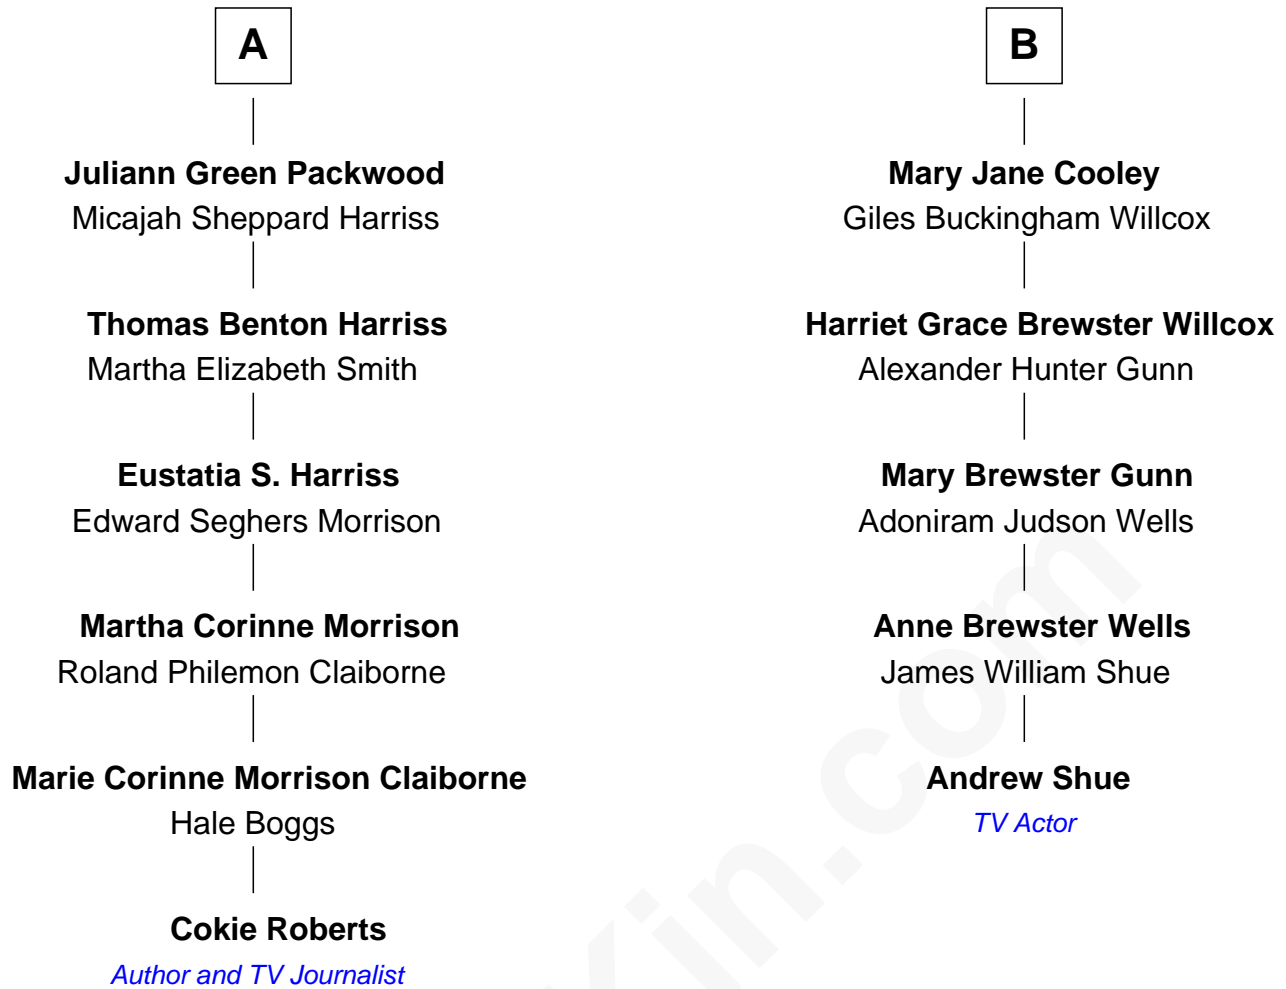 A
Juliann Green Packwood
Micajah Sheppard Harriss
Thomas Benton Harriss
Martha Elizabeth Smith
Eustatia S. Harriss
Edward Seghers Morrison
Martha Corinne Morrison
Roland Philemon Claiborne
Marie Corinne Morrison Claiborne
Hale Boggs
Cokie Roberts
Author and TV Journalist
B
Mary Jane Cooley
Giles Buckingham Willcox
Harriet Grace Brewster Willcox
Alexander Hunter Gunn
Mary Brewster Gunn
Adoniram Judson Wells
Anne Brewster Wells
James William Shue
Andrew Shue
TV Actor
Kin.com